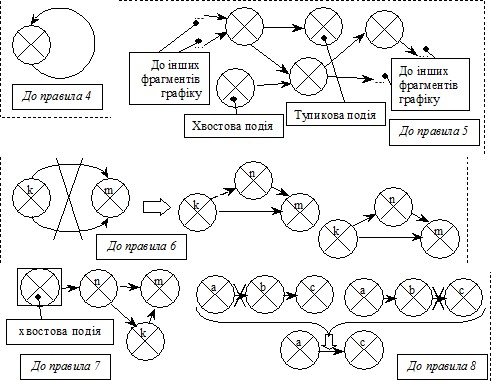 До правила 4
До інших
фрагментів
графіку
Хвостова подія
Тупикова подія
До інших
фрагментів
графіку
До правила 5
k
m
n
k
m
n
k
m
До правила 6
n
m
k
хвостова подія
До правила 7
a
b
c
a
b
c
a
c
До правила 8